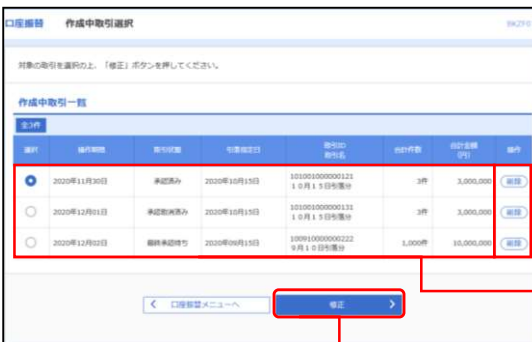 口座振替 作成中取引選択 BKZF0
対象の取引を選択の上、「修正」ボタンを押してください。
作成中取引一覧
全3件
選択 操作期限 取引状態 引落指定日 取引ID 取引名 合計件数 合計金額(円) 操作
2020年11月30日 承認済み 2020年10月15日 101001000000121 3件 3,000,000 削除
10月15日引落分
2020年12月01日 承認取消済み 2020年10月15日 101001000000131 3件 3,000,000 削除
10月15日引落分
2020年12月02日 最終承認待ち 2020年09月15日 100910000000222 1,000件 10,000,000 削除
9月10日引落分
口座振替メニューへ 修正